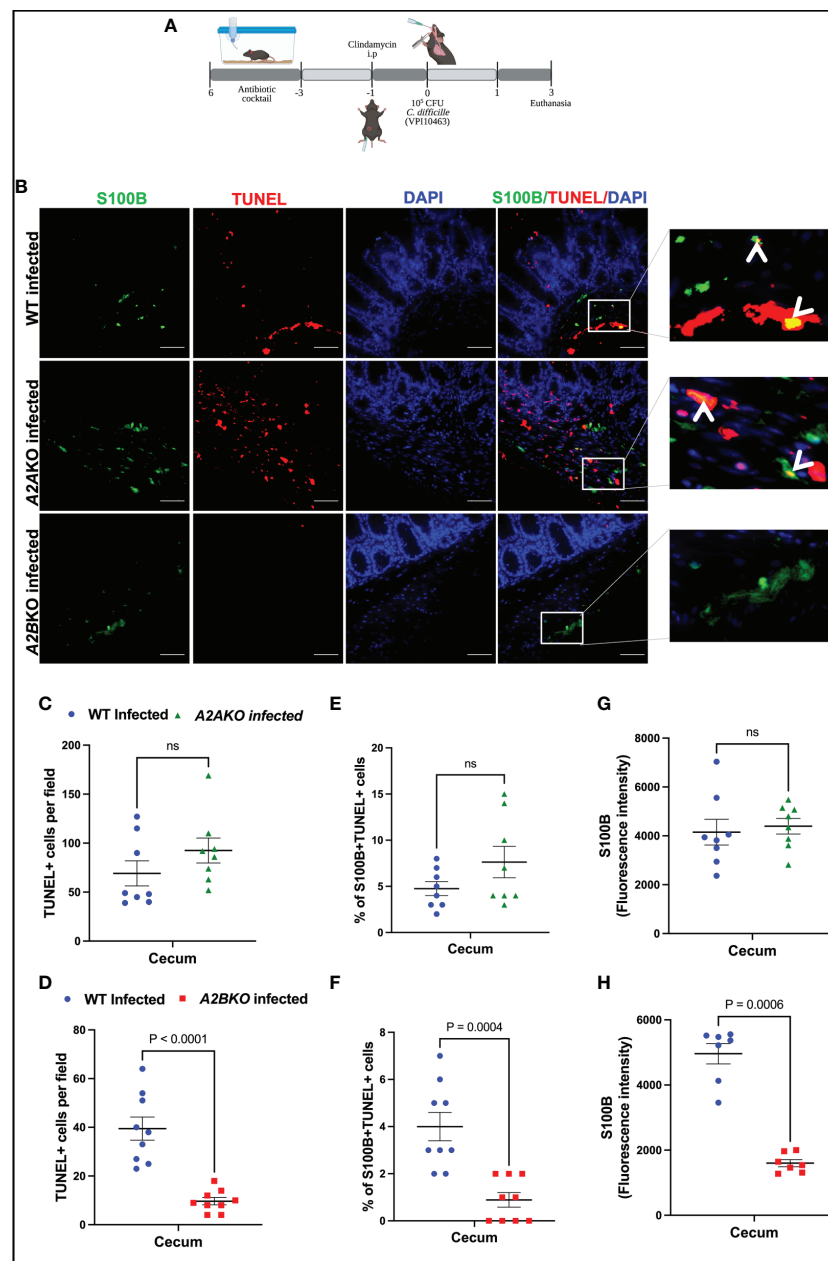 A
Clindamycin
i.p
6
Antibiotic
cocktail
-3
-1
0
10⁵ CFU
C. difficille
(VPI10463)
1
3
Euthanasia
B
S100B
TUNEL
DAPI
S100B/TUNEL/DAPI
WT infected
A2AKO infected
A2BKO infected
C
WT Infected
A2AKO infected
TUNEL+ cells per field
200
150
100
50
0
ns
Cecum
E
% of S100B+TUNEL+ cells
20
15
10
5
0
ns
Cecum
G
S100B
(Fluorescence intensity)
8000
6000
4000
2000
0
ns
Cecum
D
WT Infected
A2BKO infected
TUNEL+ cells per field
60
40
20
0
P < 0.0001
Cecum
F
% of S100B+TUNEL+ cells
8
6
4
2
0
P = 0.0004
Cecum
H
S100B
(Fluorescence intensity)
6000
4000
2000
0
P = 0.0006
Cecum